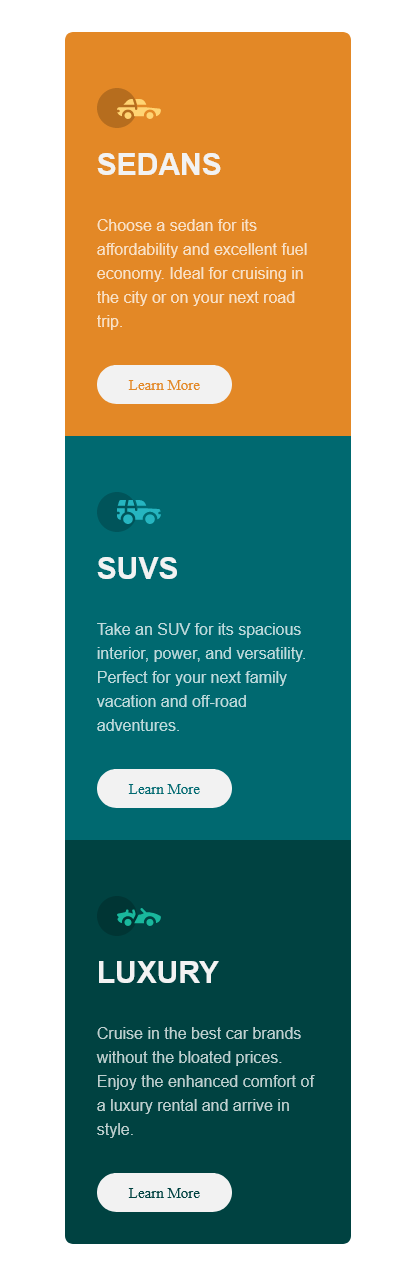 SEDANS
Choose a sedan for its
affordability and excellent fuel
economy. Ideal for cruising in
the city or on your next road
trip.
Learn More
SUVS
Take an SUV for its spacious
interior, power, and versatility.
Perfect for your next family
vacation and off-road
adventures.
Learn More
LUXURY
Cruise in the best car brands
without the bloated prices.
Enjoy the enhanced comfort of
a luxury rental and arrive in
style.
Learn More